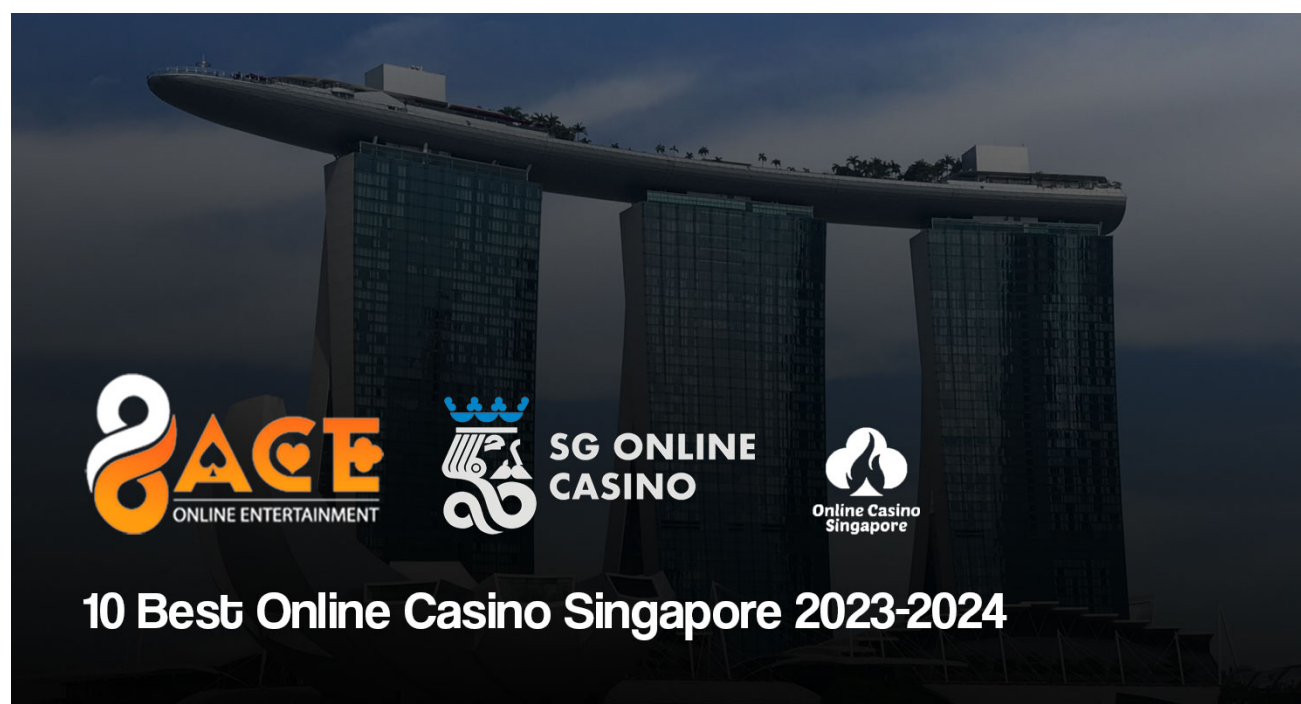 8ACE
ONLINE ENTERTAINMENT
SG ONLINE
CASINO
Online Casino
Singapore
10 Best Online Casino Singapore 2023-2024